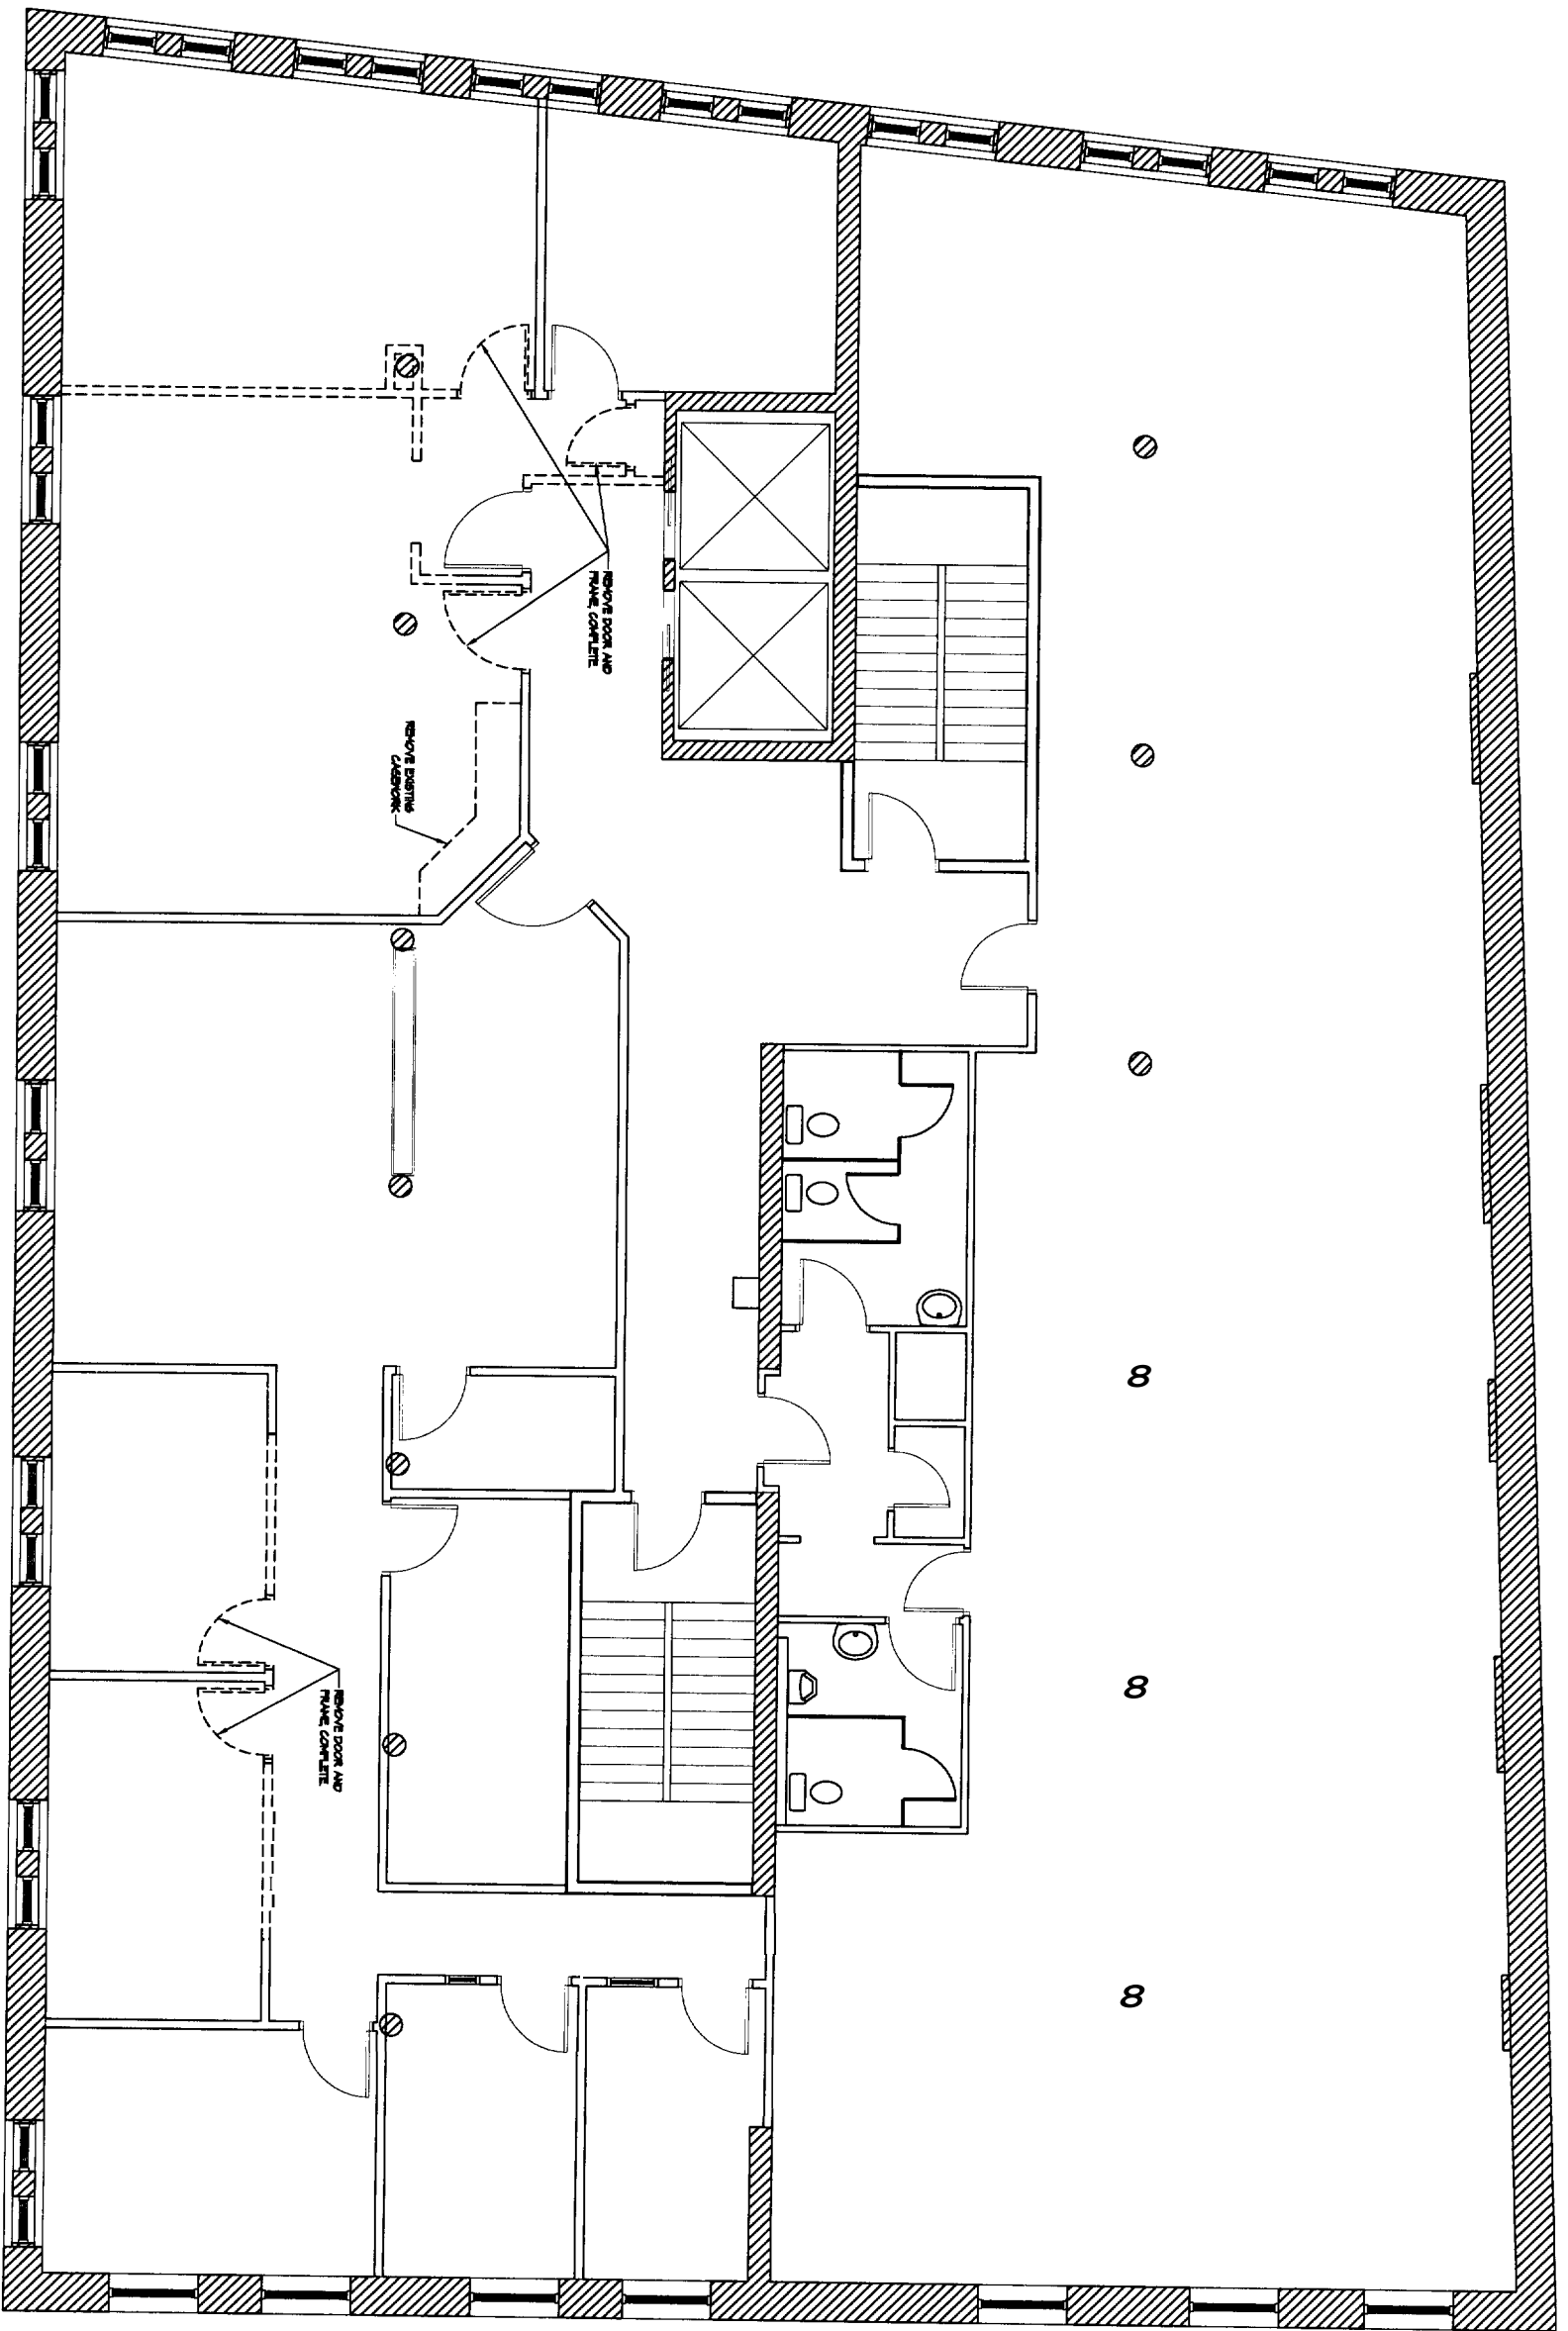 REMOVE DOOR AND
FRAME, COMPLETE.
REMOVE EXISTING
CASEWORK
REMOVE DOOR AND
FRAME, COMPLETE.
8
8
8